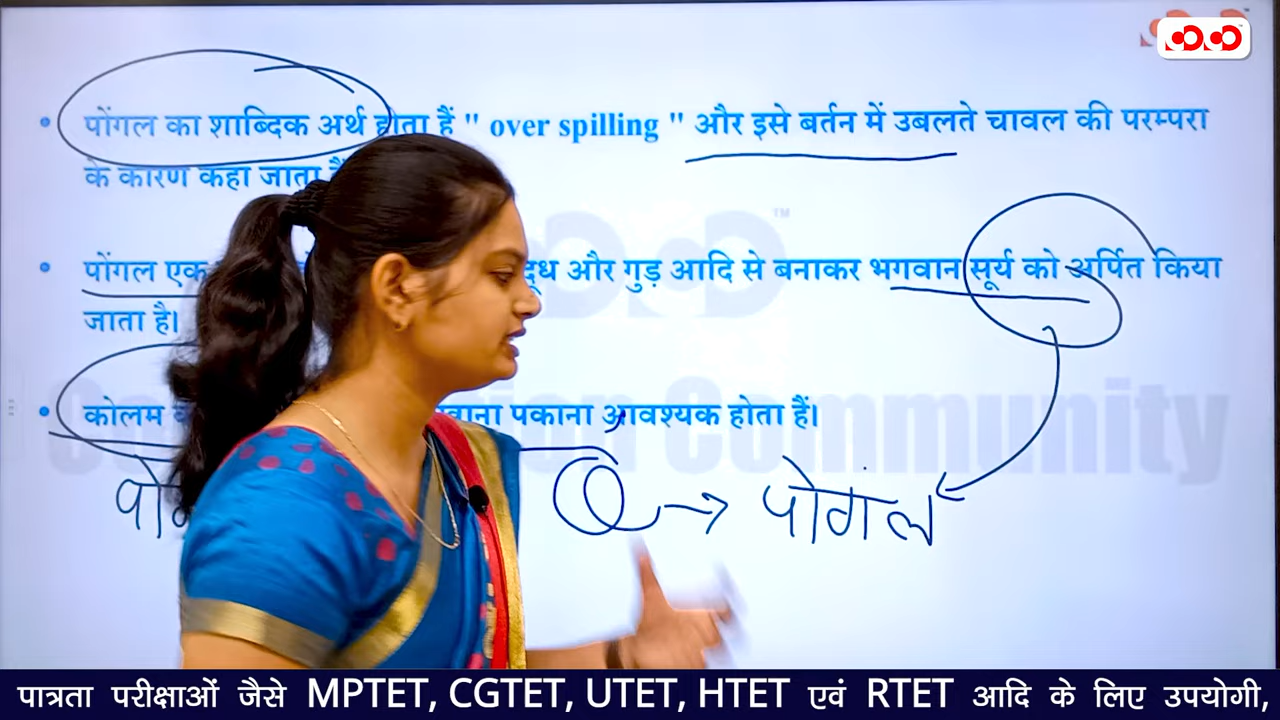 पोंगल का शाब्दिक अर्थ होता हैं " over spilling " और इसे बर्तन में उबलते चावल की परम्परा
के कारण कहा जाता
पोंगल एक दूध और गुड़ आदि से बनाकर भगवान सूर्य को अर्पित किया
जाता है।
कोलम पकाना आवश्यक होता हैं।
पोंगल
Community
पात्रता परीक्षाओं जैसे MPTET, CGTET, UTET, HTET एवं RTET आदि के लिए उपयोगी,